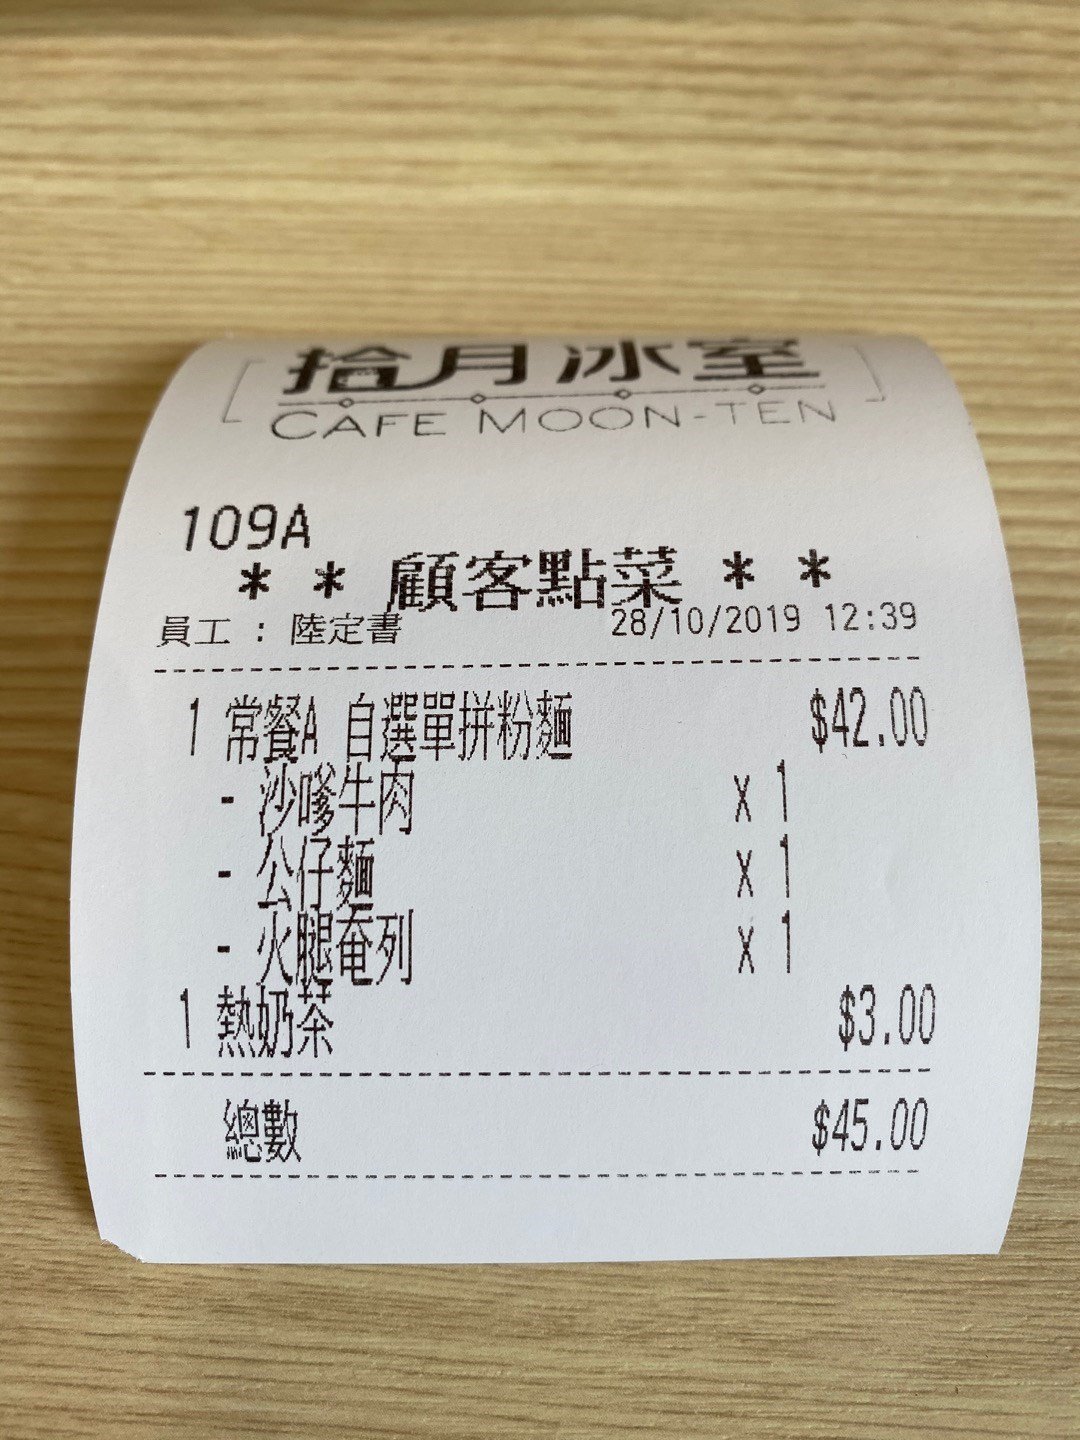 拾月冰室
CAFE MOON-TEN
109A
* * 顧客點菜 * *
員工 : 陸定書 28/10/2019 12:39
1 常餐A 自選單拼粉麵 $42.00
- 沙嗲牛肉 x 1
- 公仔麵 x 1
- 火腿奄列 x 1
1 熱奶茶 $3.00
總數 $45.00